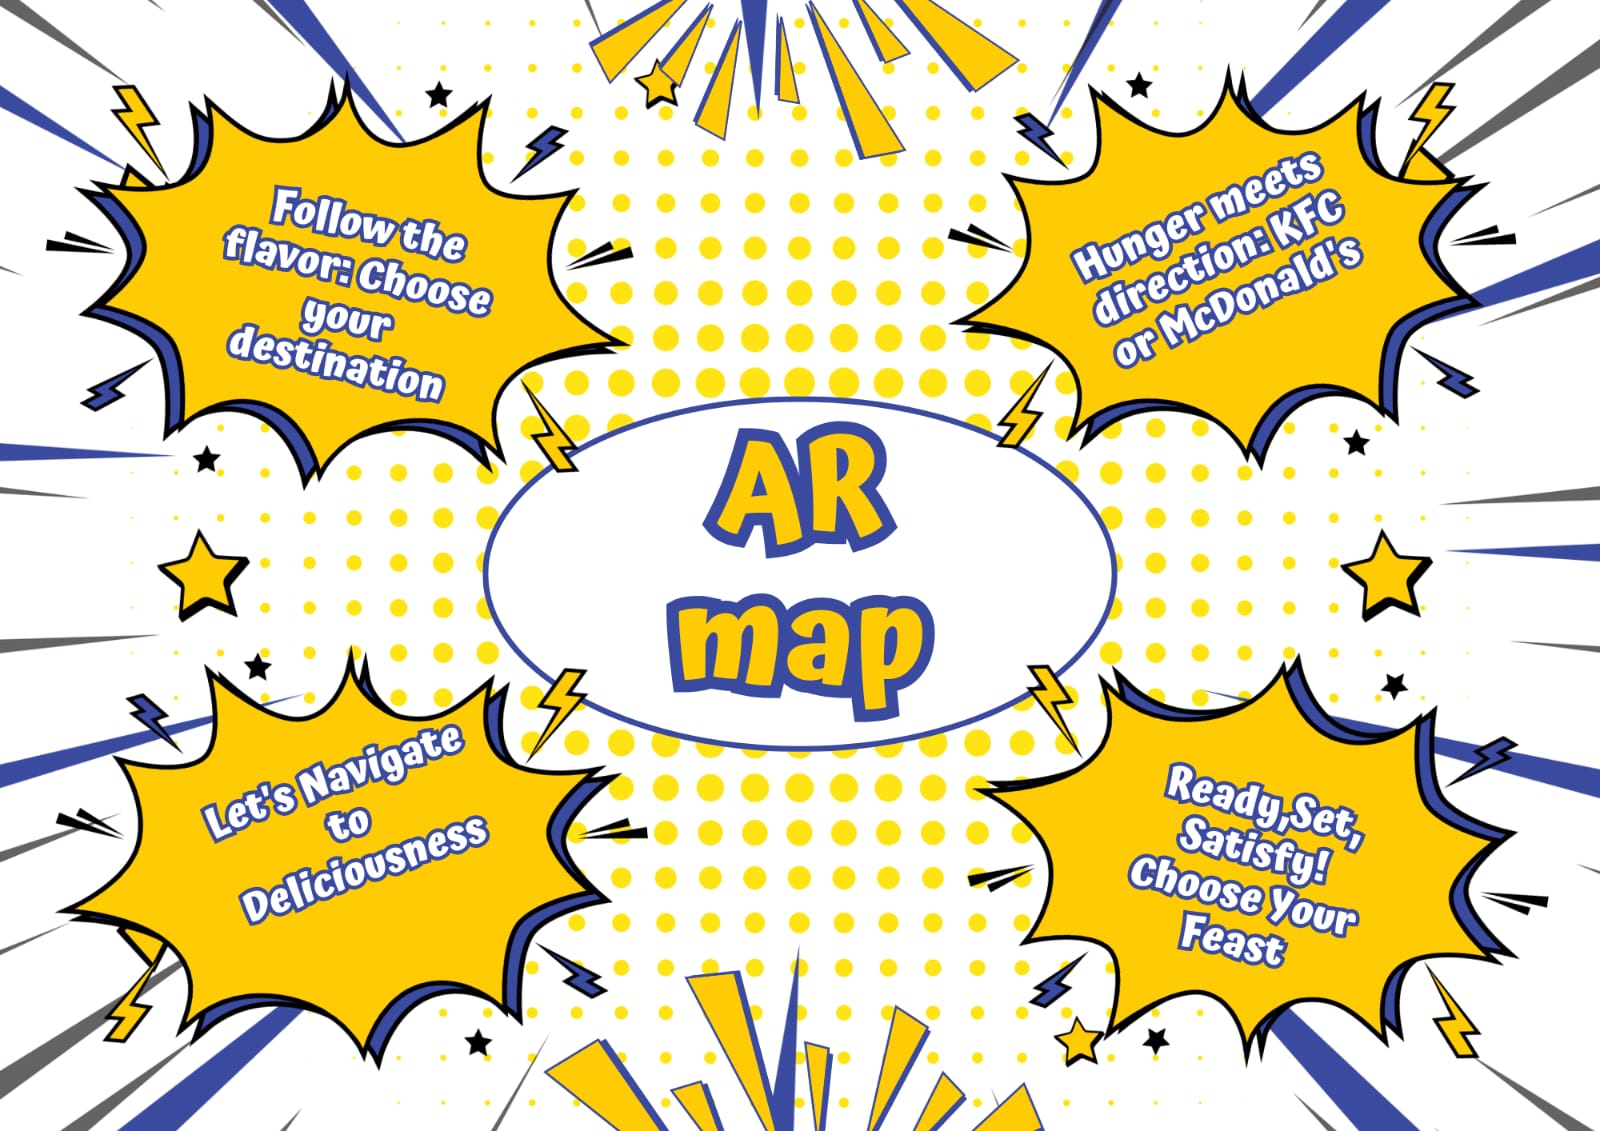 Follow the
flavor: Choose
your
destination
Hunger meets
direction: KFC
or McDonald's
AR
map
Let's Navigate
to
Deliciousness
Ready,Set,
Satisfy!
Choose Your
Feast